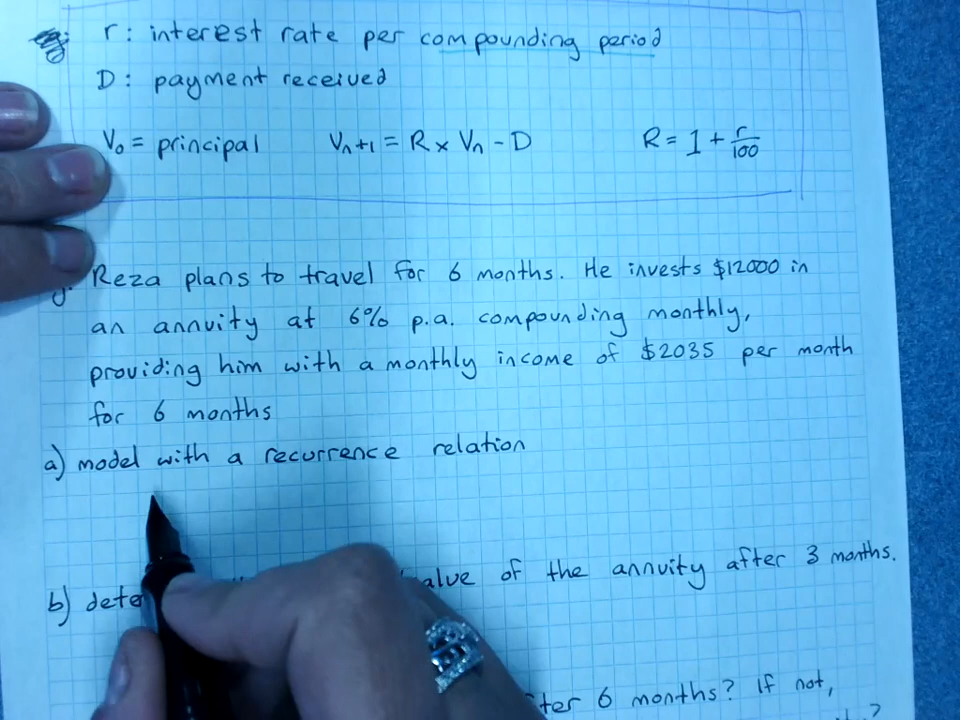 r: interest rate per compounding period
D: payment received
V₀ = principal Vₙ₊₁ = R x Vₙ - D R = 1 + r/100
Reza plans to travel for 6 months. He invests $12000 in
an annuity at 6% p.a. compounding monthly,
providing him with a monthly income of $2035 per month
for 6 months
a) model with a recurrence relation
b) of the annuity after 3 months.
6 months? If not,